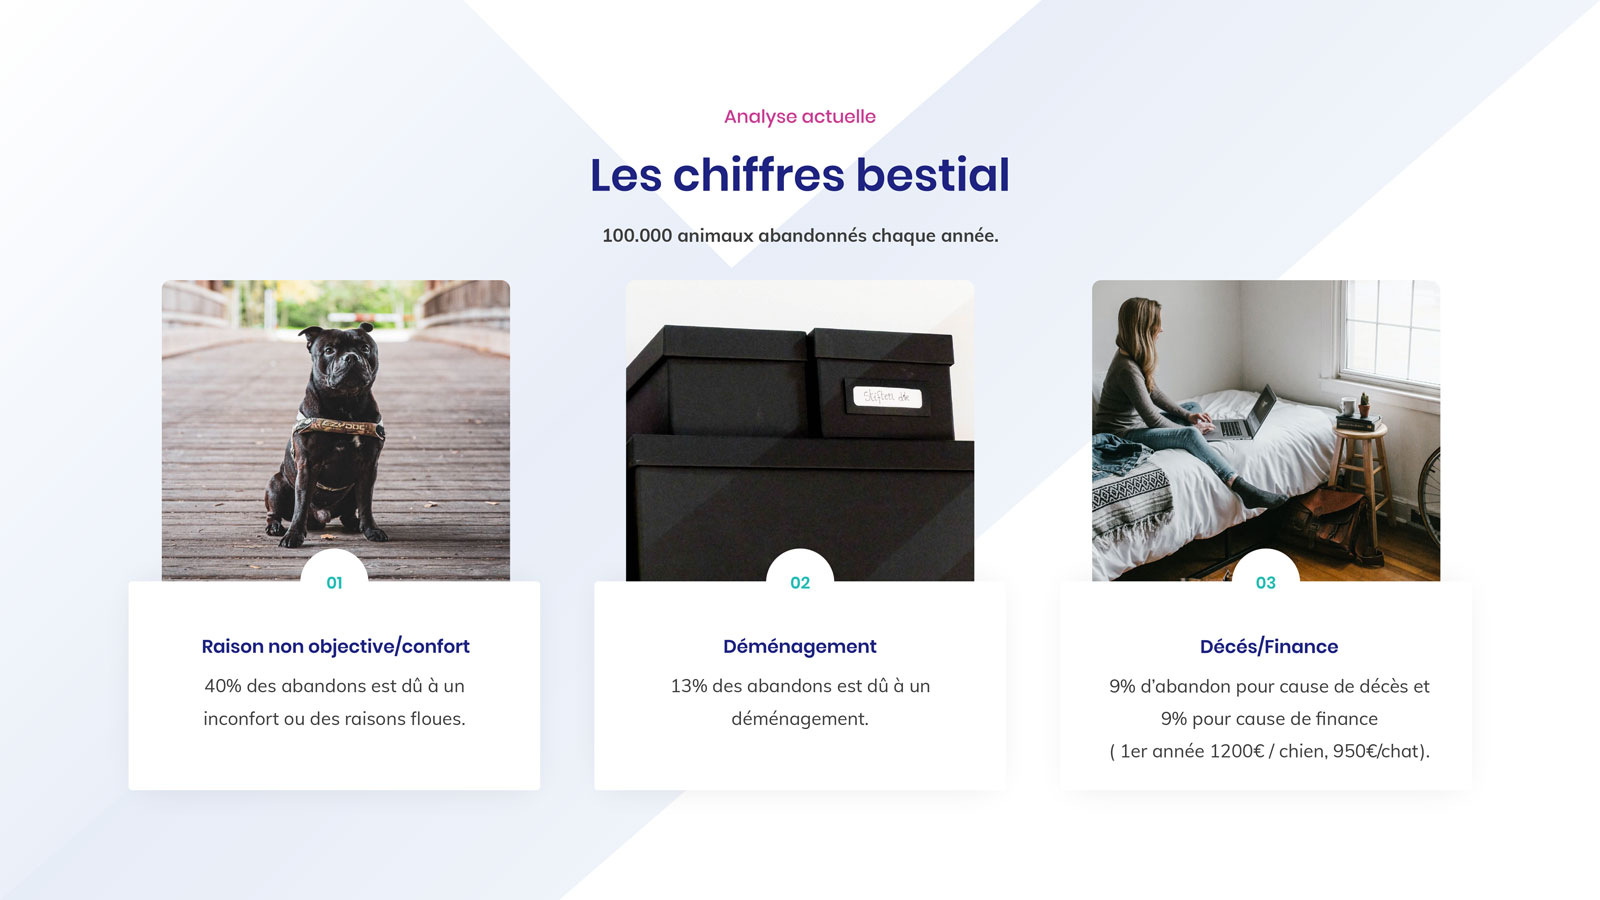 Analyse actuelle
Les chiffres bestial
100.000 animaux abandonnés chaque année.
EZYDOG
01
Raison non objective/confort
40% des abandons est dû à un
inconfort ou des raisons floues.
02
Déménagement
13% des abandons est dû à un
déménagement.
03
Décés/Finance
9% d’abandon pour cause de décès et
9% pour cause de finance
( 1er année 1200€ / chien, 950€/chat).